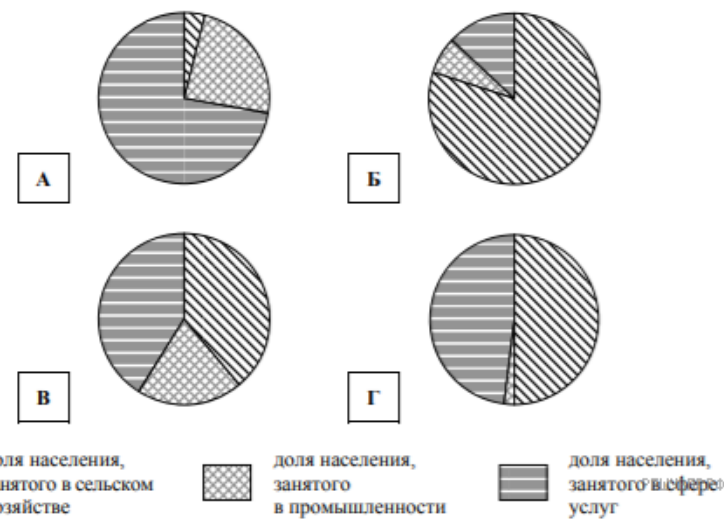 А
Б
В
Г
доля населения,
занятого в сельском
хозяйстве
доля населения,
занятого
в промышленности
доля населения,
занятого в сфере
услуг